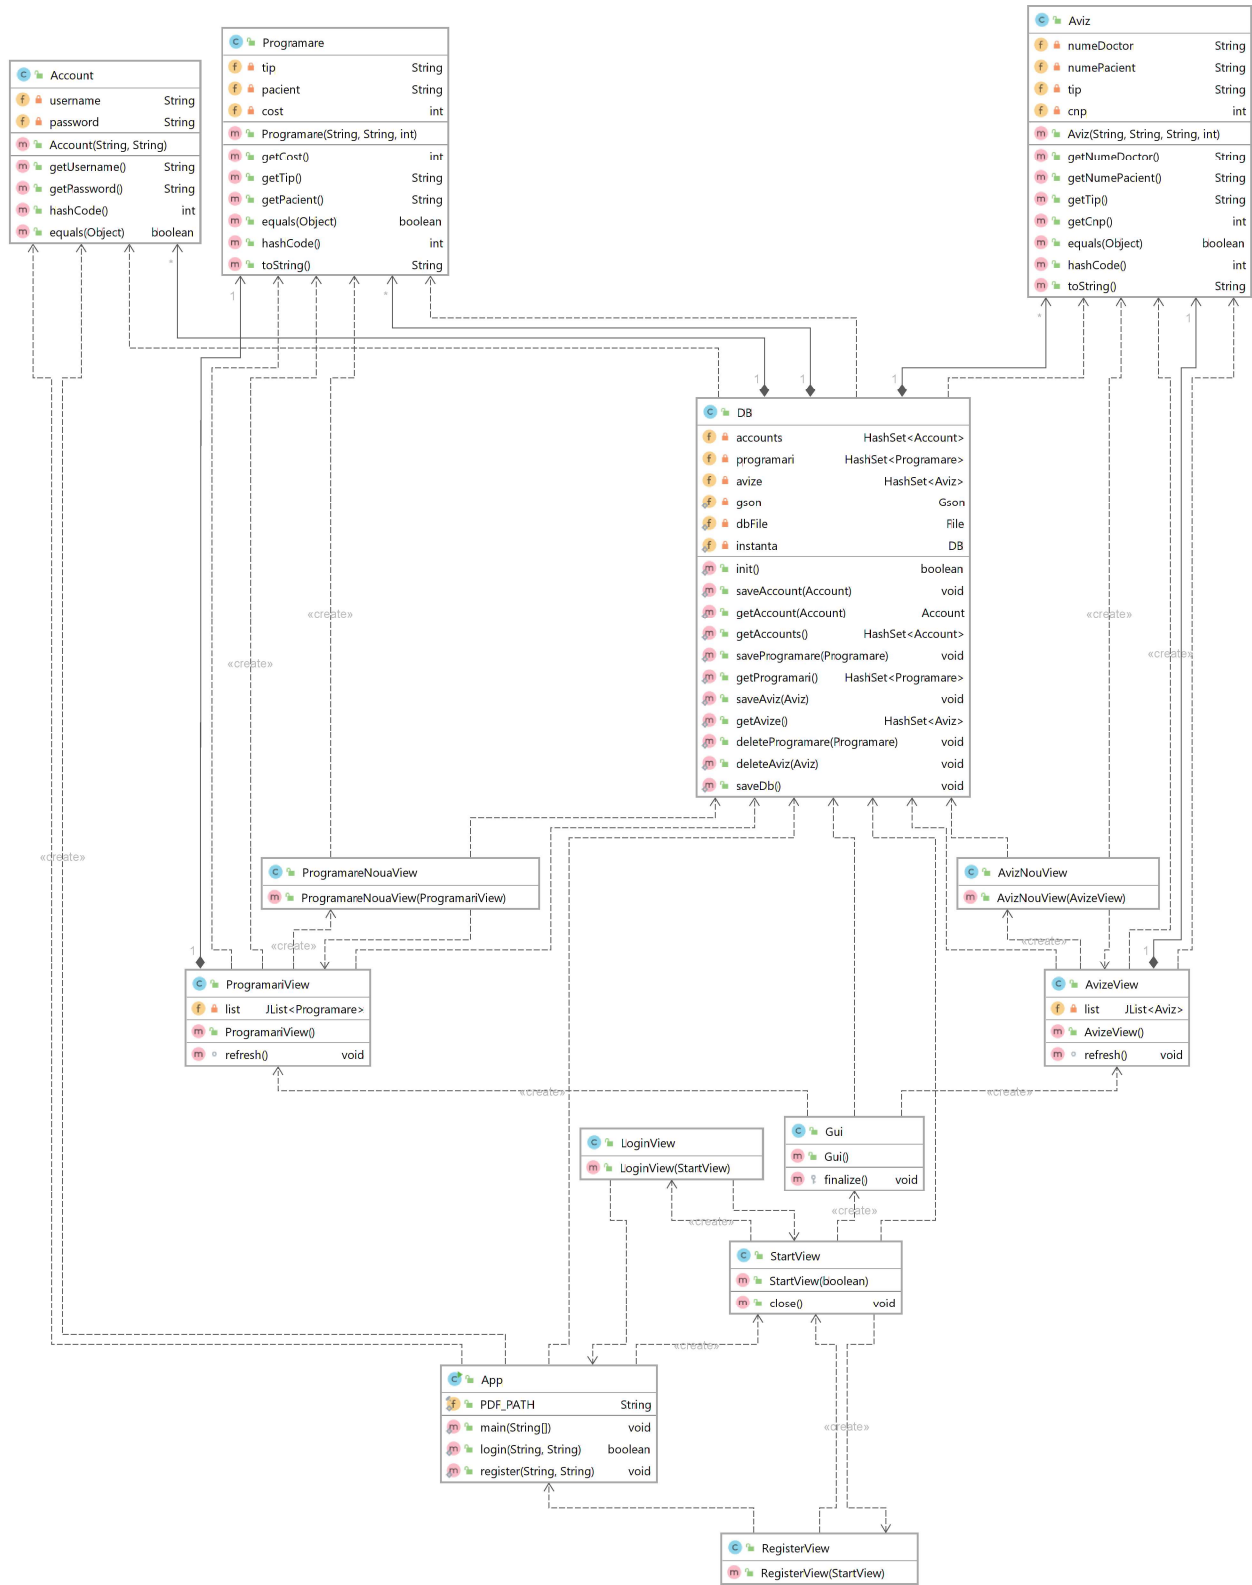 Account
username String
password String
Account(String, String)
getUsername() String
getPassword() String
hashCode() int
equals(Object) boolean
*
Programare
tip String
pacient String
cost int
Programare(String, String, int)
getCost() int
getTip() String
getPacient() String
equals(Object) boolean
hashCode() int
toString() String
1
*
Aviz
numeDoctor String
numePacient String
tip String
cnp int
Aviz(String, String, String, int)
getNumeDoctor() String
getNumePacient() String
getTip() String
getCnp() int
equals(Object) boolean
hashCode() int
toString() String
*
1
1
1
1
DB
accounts HashSet<Account>
programari HashSet<Programare>
avize HashSet<Aviz>
gson Gson
dbFile File
instanta DB
init() boolean
saveAccount(Account) void
getAccount(Account) Account
getAccounts() HashSet<Account>
saveProgramare(Programare) void
getProgramari() HashSet<Programare>
saveAviz(Aviz) void
getAvize() HashSet<Aviz>
deleteProgramare(Programare) void
deleteAviz(Aviz) void
saveDb() void
«create»
«create»
«create»
«create»
«create»
ProgramareNouaView
ProgramareNouaView(ProgramariView)
AvizNouView
AvizNouView(AvizeView)
«create»
«create»
1
1
ProgramariView
list JList<Programare>
ProgramariView()
refresh() void
AvizeView
list JList<Aviz>
AvizeView()
refresh() void
«create»
«create»
Gui
Gui()
finalize() void
LoginView
LoginView(StartView)
«create»
«create»
StartView
StartView(boolean)
close() void
«create»
App
PDF_PATH String
main(String[]) void
login(String, String) boolean
register(String, String) void
«create»
RegisterView
RegisterView(StartView)